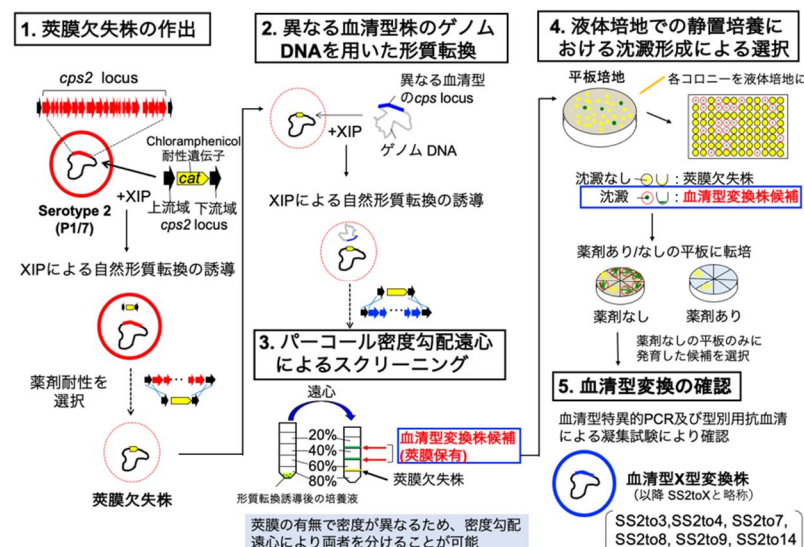 1. 莢膜欠失株の作出
cps2 locus
Chloramphenicol
耐性遺伝子
cat
+XIP
上流域 下流域
cps2 locus
Serotype 2
(P1/7)
XIPによる自然形質転換の誘導
薬剤耐性を
選択
莢膜欠失株
2. 異なる血清型株のゲノム
DNAを用いた形質転換
異なる血清型
のcps locus
+XIP
ゲノム DNA
XIPによる自然形質転換の誘導
3. パーコール密度勾配遠心
によるスクリーニング
遠心
20%
40%
60%
80%
血清型変換株候補
(莢膜保有)
莢膜欠失株
形質転換誘導後の培養液
莢膜の有無で密度が異なるため、密度勾配
遠心により両者を分けることが可能
4. 液体培地での静置培養に
おける沈澱形成による選択
平板培地
各コロニーを液体培地に
沈澱なし : 莢膜欠失株
沈澱 : 血清型変換株候補
薬剤あり/なしの平板に転培
薬剤なし 薬剤あり
薬剤なしの平板のみに
発育した候補を選択
5. 血清型変換の確認
血清型特異的PCR及び型別用抗血清
による凝集試験により確認
血清型X型変換株
(以降 SS2toXと略称)
SS2to3,SS2to4, SS2to7,
SS2to8, SS2to9, SS2to14